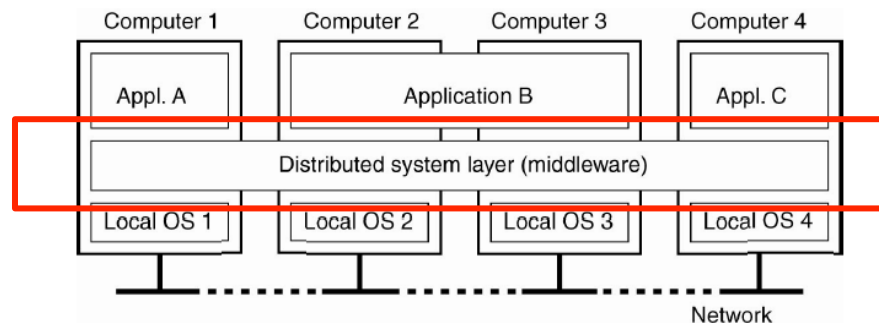 Computer 1 Computer 2 Computer 3 Computer 4
Appl. A Application B Appl. C
Distributed system layer (middleware)
Local OS 1 Local OS 2 Local OS 3 Local OS 4
Network